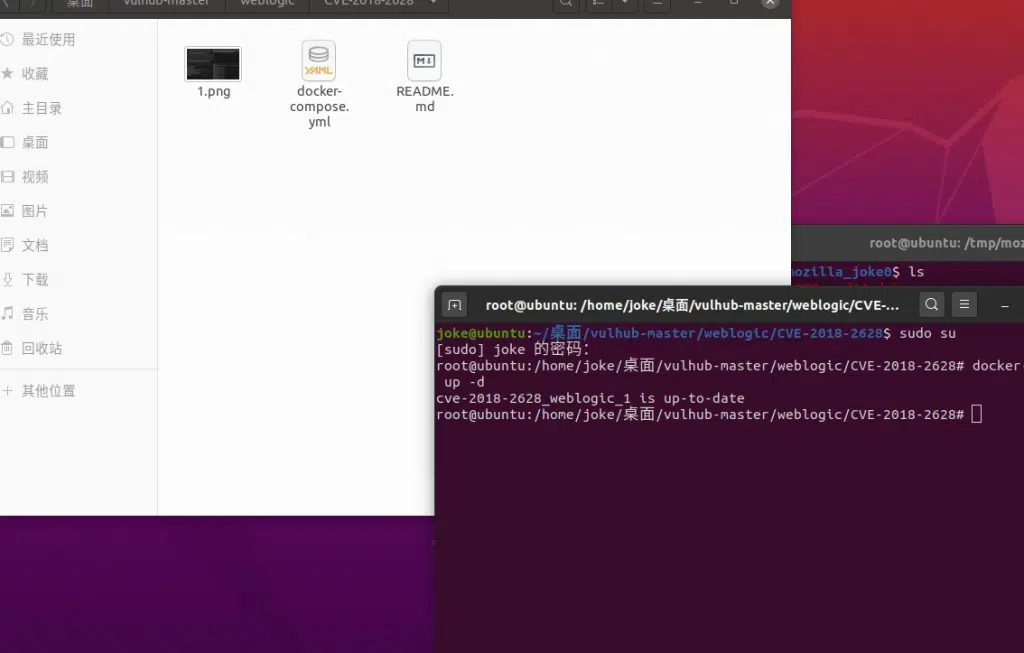 桌面 vulhub-master weblogic CVE-2018-2628
最近使用
收藏
主目录
桌面
视频
图片
文档
下载
音乐
回收站
其他位置
1.png
docker-
compose.
yml
README.
md
root@ubuntu: /tmp/moz
mozilla_joke0$ ls
root@ubuntu: /home/joke/桌面/vulhub-master/weblogic/CVE-...
joke@ubuntu:~/桌面/vulhub-master/weblogic/CVE-2018-2628$ sudo su
[sudo] joke 的密码：
root@ubuntu:/home/joke/桌面/vulhub-master/weblogic/CVE-2018-2628# docker-
up -d
cve-2018-2628_weblogic_1 is up-to-date
root@ubuntu:/home/joke/桌面/vulhub-master/weblogic/CVE-2018-2628#